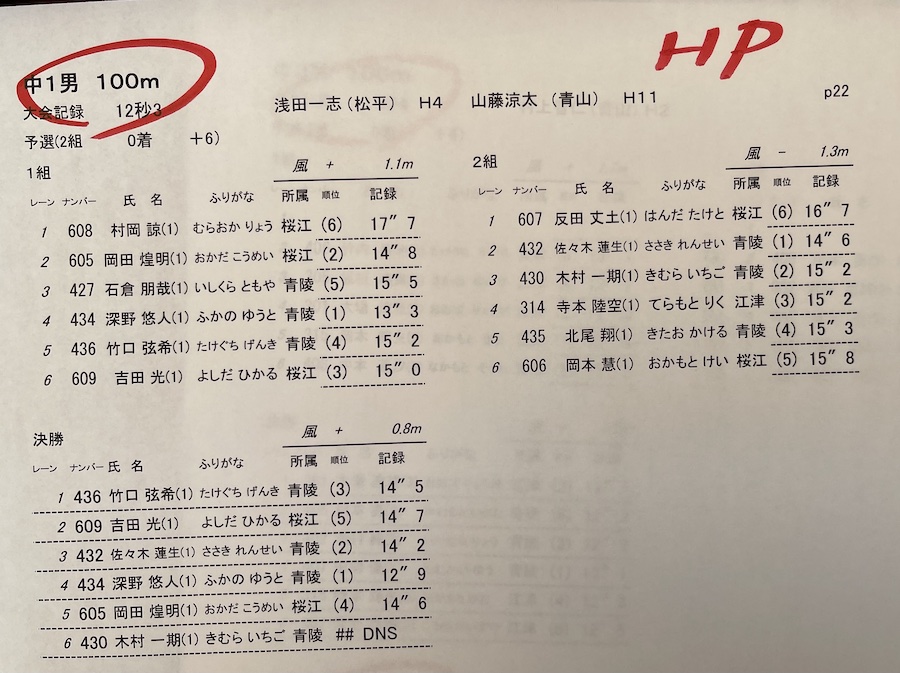 HP
中1男 100m
大会記録 12秒3 浅田一志（松平） H4 山藤涼太（青山） H11 p22
予選(2組 0着 +6)
1組 風 + 1.1m
レーン ナンバー 氏 名 ふりがな 所属 順位 記録
1 608 村岡 諒(1) むらおか りょう 桜江 (6) 17″ 7
2 605 岡田 煌明(1) おかだ こうめい 桜江 (2) 14″ 8
3 427 石倉 朋哉(1) いしくら ともや 青陵 (5) 15″ 5
4 434 深野 悠人(1) ふかの ゆうと 青陵 (1) 13″ 3
5 436 竹口 弦希(1) たけぐち げんき 青陵 (4) 15″ 2
6 609 吉田 光(1) よしだ ひかる 桜江 (3) 15″ 0
2組 風 − 1.3m
レーン ナンバー 氏 名 ふりがな 所属 順位 記録
1 607 反田 丈土(1) はんだ たけと 桜江 (6) 16″ 7
2 432 佐々木 蓮生(1) ささき れんせい 青陵 (1) 14″ 6
3 430 木村 一期(1) きむら いちご 青陵 (2) 15″ 2
4 314 寺本 陸空(1) てらもと りく 江津 (3) 15″ 2
5 435 北尾 翔(1) きたお かける 青陵 (4) 15″ 3
6 606 岡本 慧(1) おかもと けい 桜江 (5) 15″ 8
決勝 風 + 0.8m
レーン ナンバー 氏 名 ふりがな 所属 順位 記録
1 436 竹口 弦希(1) たけぐち げんき 青陵 (3) 14″ 5
2 609 吉田 光(1) よしだ ひかる 桜江 (5) 14″ 7
3 432 佐々木 蓮生(1) ささき れんせい 青陵 (2) 14″ 2
4 434 深野 悠人(1) ふかの ゆうと 青陵 (1) 12″ 9
5 605 岡田 煌明(1) おかだ こうめい 桜江 (4) 14″ 6
6 430 木村 一期(1) きむら いちご 青陵 ## DNS